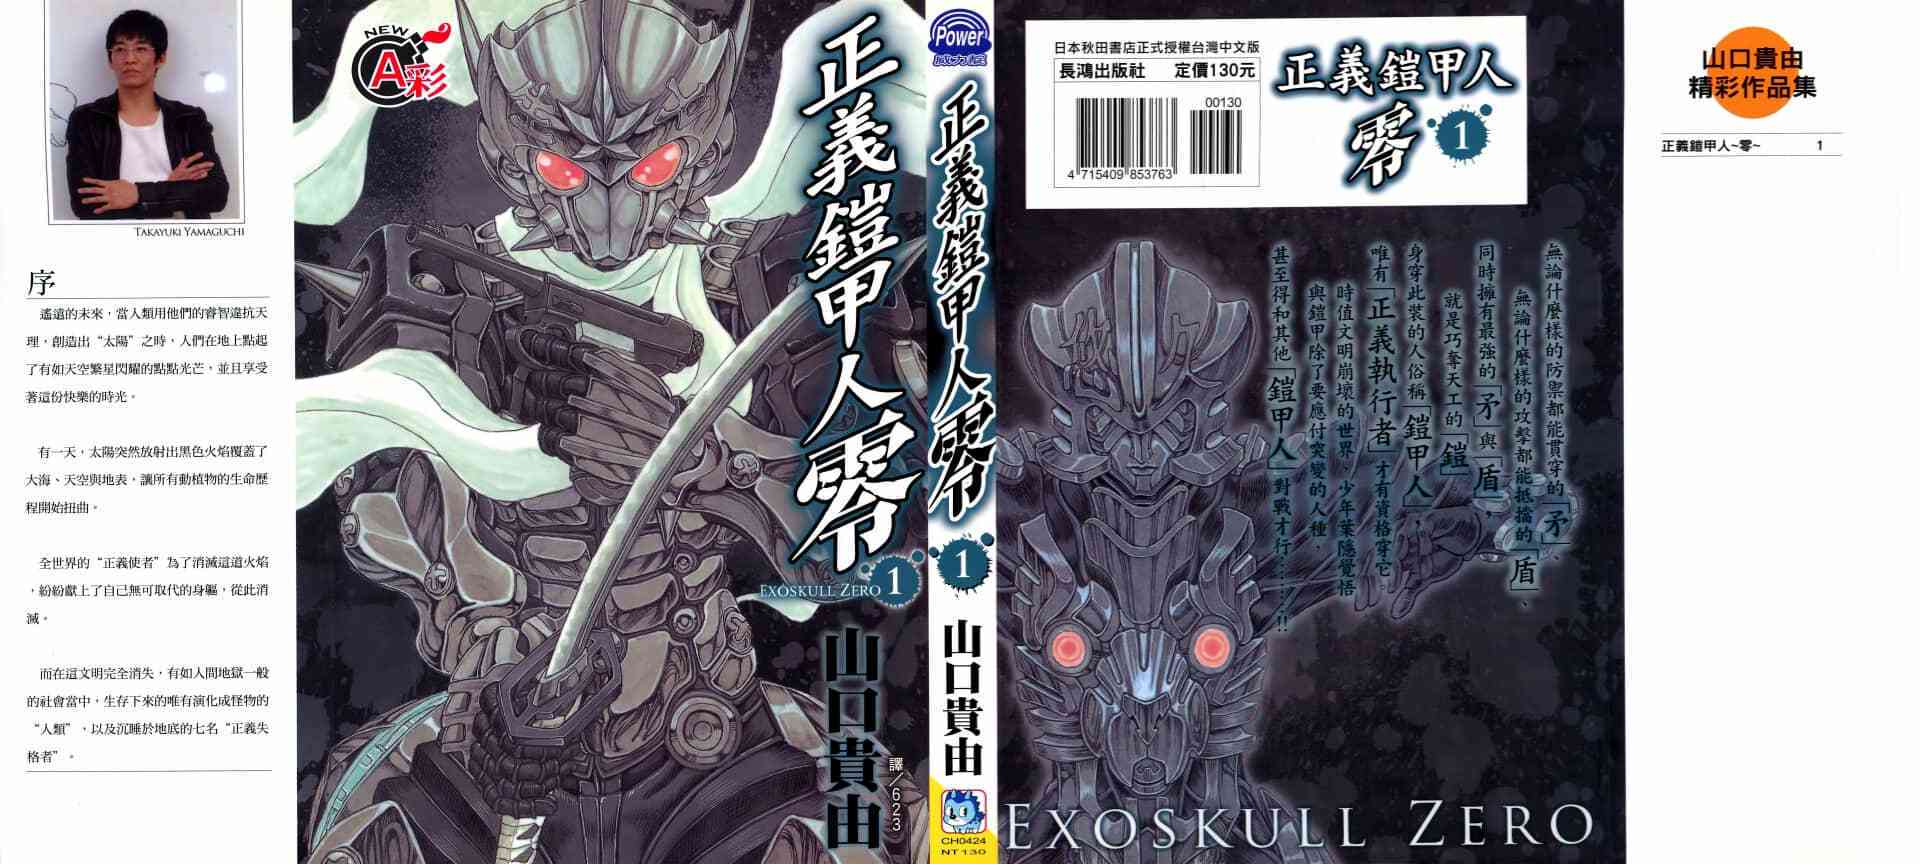 TAKAYUKI YAMAGUCHI
序
遙遠的未來，當人類用他們的睿智違抗天
理，創造出“太陽”之時，人們在地上點起
了有如天空繁星閃耀的點點光芒，並且享受
著這份快樂的時光。
有一天，太陽突然放射出黑色火焰覆蓋了
大海、天空與地表，讓所有動植物的生命歷
程開始扭曲。
全世界的“正義使者”為了消滅這道火焰
，紛紛獻上了自己無可取代的身軀，從此消
滅。
而在這文明完全消失，有如人間地獄一般
的社會當中，生存下來的唯有演化成怪物的
“人類”，以及沉睡於地底的七名“正義失
格者”。
NEW
A彩
正義鎧甲人零
EXOSKULL ZERO 1
山口貴由
譯／623
Power
威力版
正義鎧甲人零
1
山口貴由
CH0424
NT 130
日本秋田書店正式授權台灣中文版
長鴻出版社 定價130元
00130
4 715409 853763
正義鎧甲人
零 1
無論什麼樣的防禦都能貫穿的「矛」、
無論什麼樣的攻擊都能抵擋的「盾」、
同時擁有最強的「矛」與「盾」，
就是巧奪天工的「鎧」
身穿此裝的人俗稱「鎧甲人」，
唯有「正義執行者」才有資格穿它
時值文明崩壞的世界，少年葉隱覺悟
與鎧甲除了要應付突變的人種，
甚至得和其他「鎧甲人」對戰才行………!!
EXOSKULL ZERO
山口貴由
精彩作品集
正義鎧甲人~零~ 1